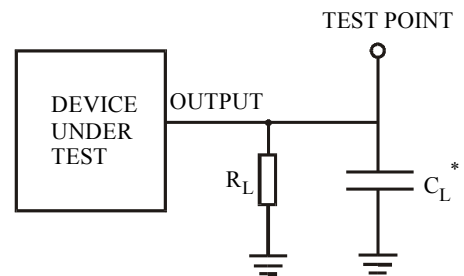 TEST POINT
DEVICE
UNDER
TEST
OUTPUT
R_L
C_L*